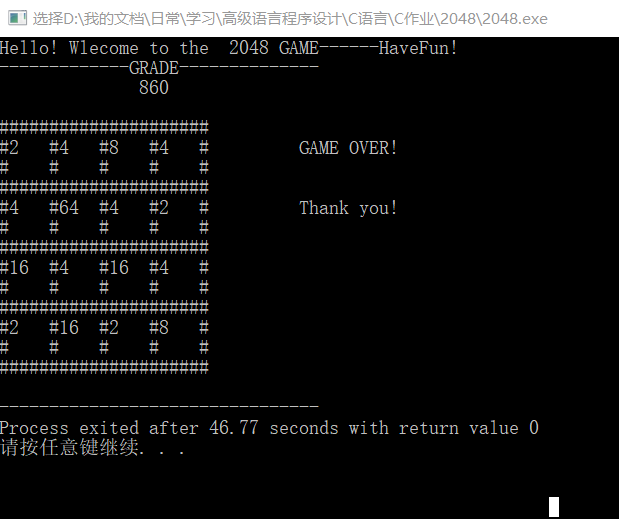 选择D:\我的文档\日常\学习\高级语言程序设计\C语言\C作业\2048\2048.exe
Hello! Wlecome to the  2048 GAME------HaveFun!
-------------GRADE--------------
              860
#####################
#2   #4   #8   #4   #         GAME OVER!
#    #    #    #    #
#####################
#4   #64  #4   #2   #         Thank you!
#    #    #    #    #
#####################
#16  #4   #16  #4   #
#    #    #    #    #
#####################
#2   #16  #2   #8   #
#    #    #    #    #
#####################
--------------------------------
Process exited after 46.77 seconds with return value 0
请按任意键继续. . .